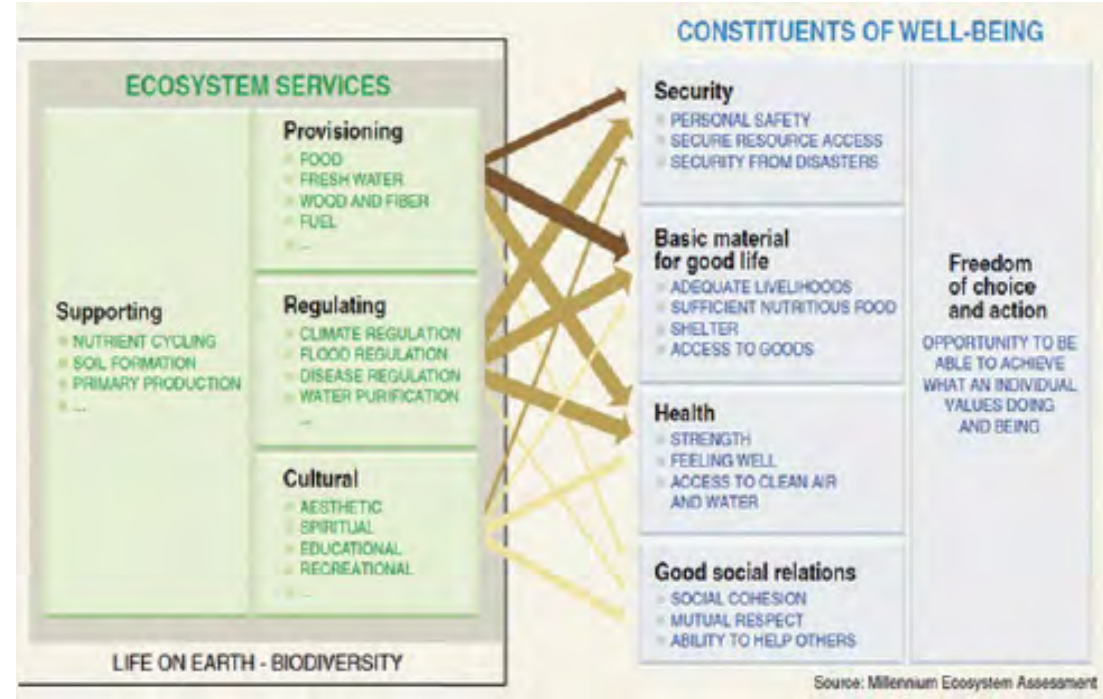 ECOSYSTEM SERVICES
Supporting
NUTRIENT CYCLING
SOIL FORMATION
PRIMARY PRODUCTION
...
Provisioning
FOOD
FRESH WATER
WOOD AND FIBER
FUEL
...
Regulating
CLIMATE REGULATION
FLOOD REGULATION
DISEASE REGULATION
WATER PURIFICATION
...
Cultural
AESTHETIC
SPIRITUAL
EDUCATIONAL
RECREATIONAL
...
LIFE ON EARTH - BIODIVERSITY
CONSTITUENTS OF WELL-BEING
Security
PERSONAL SAFETY
SECURE RESOURCE ACCESS
SECURITY FROM DISASTERS
Basic material
for good life
ADEQUATE LIVELIHOODS
SUFFICIENT NUTRITIOUS FOOD
SHELTER
ACCESS TO GOODS
Health
STRENGTH
FEELING WELL
ACCESS TO CLEAN AIR
AND WATER
Good social relations
SOCIAL COHESION
MUTUAL RESPECT
ABILITY TO HELP OTHERS
Freedom
of choice
and action
OPPORTUNITY TO BE
ABLE TO ACHIEVE
WHAT AN INDIVIDUAL
VALUES DOING
AND BEING
Source: Millennium Ecosystem Assessment